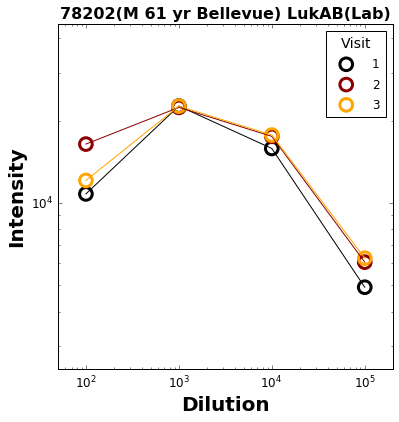 78202(M 61 yr Bellevue) LukAB(Lab)
Visit
1
2
3
Intensity
10^4
10^2 10^3 10^4 10^5
Dilution